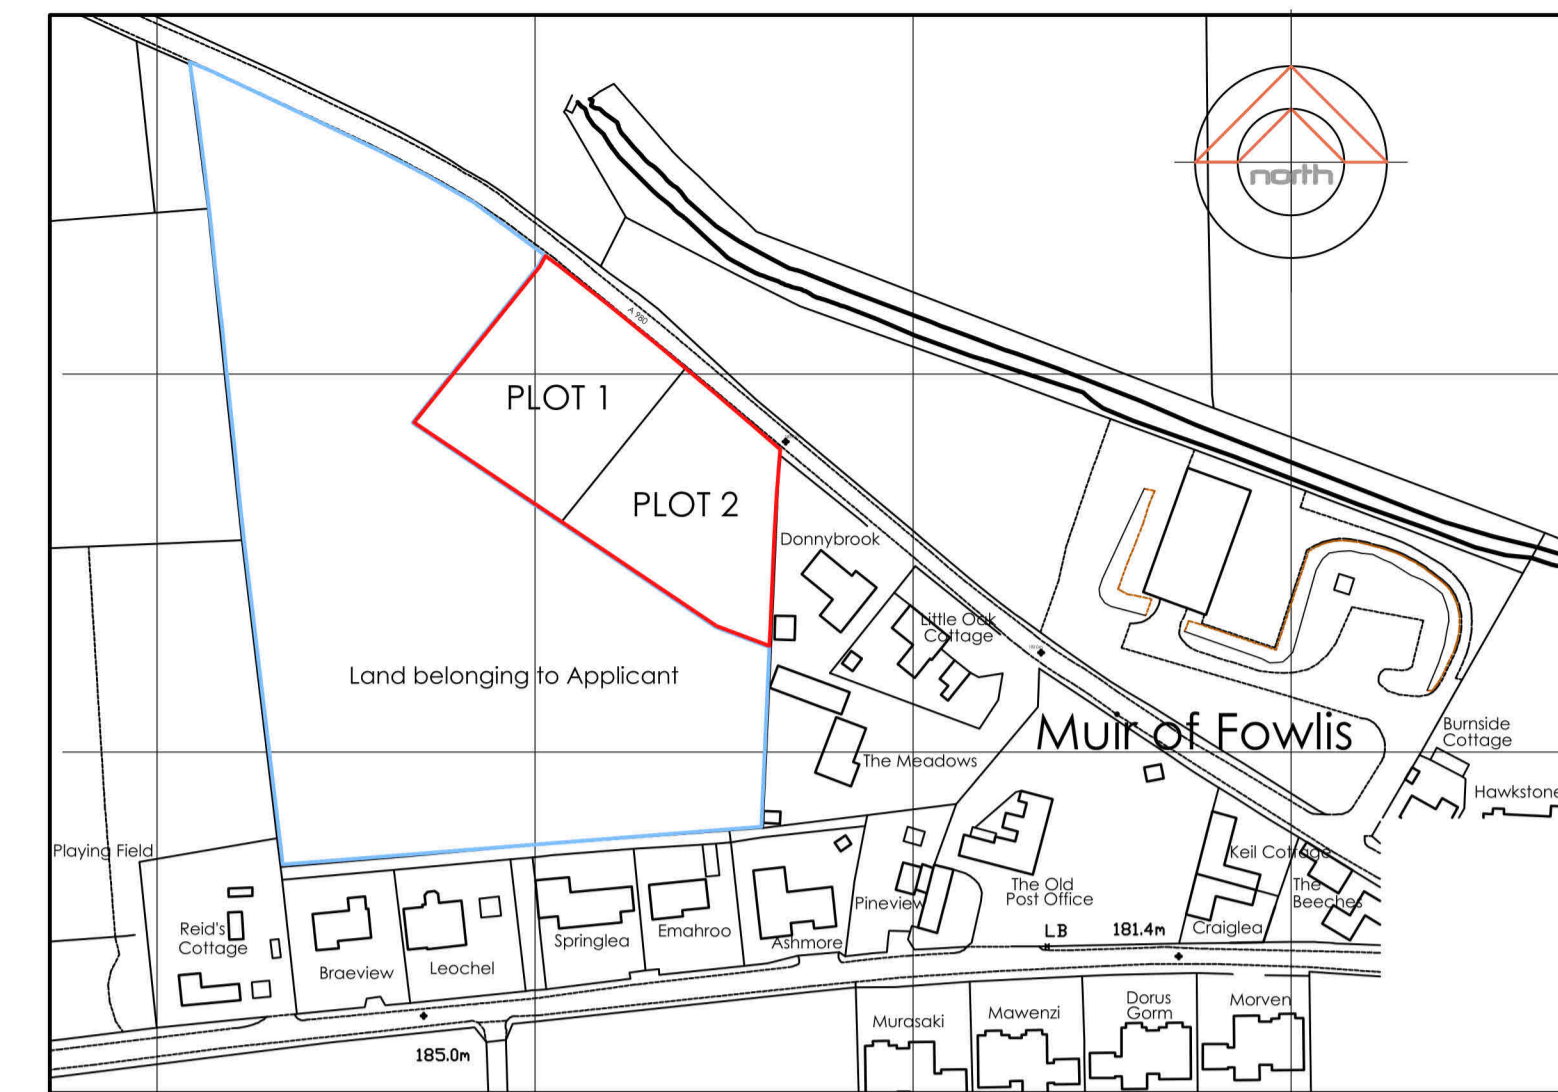 north
A 980
PLOT 1
PLOT 2
Donnybrook
Little Oak
Cottage
Land belonging to Applicant
Muir of Fowlis
The Meadows
Burnside
Cottage
Hawkstone
Playing Field
Keil Cottage
The Old
Post Office
The
Beeches
Pineview
Reid's
Cottage
Springlea
Emahroo
Ashmore
LB
181.4m
Craiglea
Braeview
Leochel
Murasaki
Mawenzi
Dorus
Gorm
Morven
185.0m